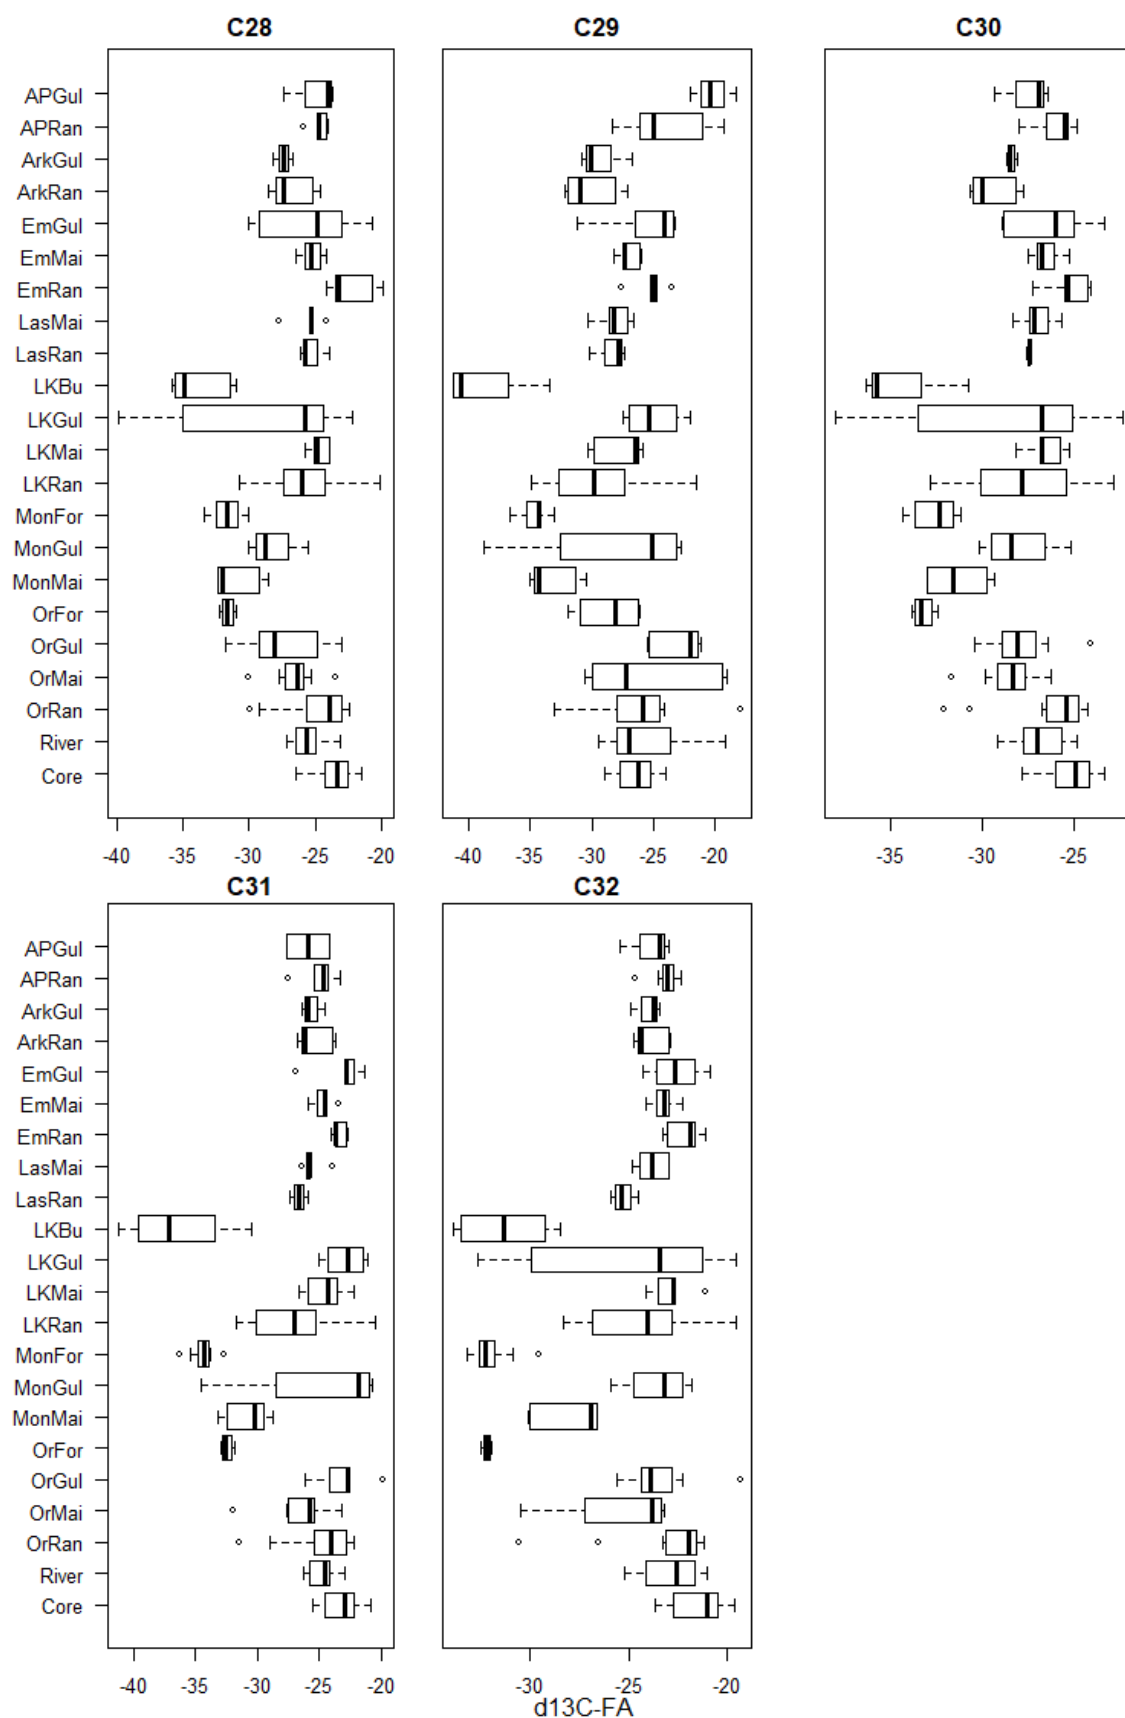 C28 C29 C30
APGul
APRan
ArkGul
ArkRan
EmGul
EmMai
EmRan
LasMai
LasRan
LKBu
LKGul
LKMai
LKRan
MonFor
MonGul
MonMai
OrFor
OrGul
OrMai
OrRan
River
Core
-40 -35 -30 -25 -20 -40 -35 -30 -25 -20 -35 -30 -25
C31 C32
APGul
APRan
ArkGul
ArkRan
EmGul
EmMai
EmRan
LasMai
LasRan
LKBu
LKGul
LKMai
LKRan
MonFor
MonGul
MonMai
OrFor
OrGul
OrMai
OrRan
River
Core
-40 -35 -30 -25 -20 -30 -25 -20
d13C-FA